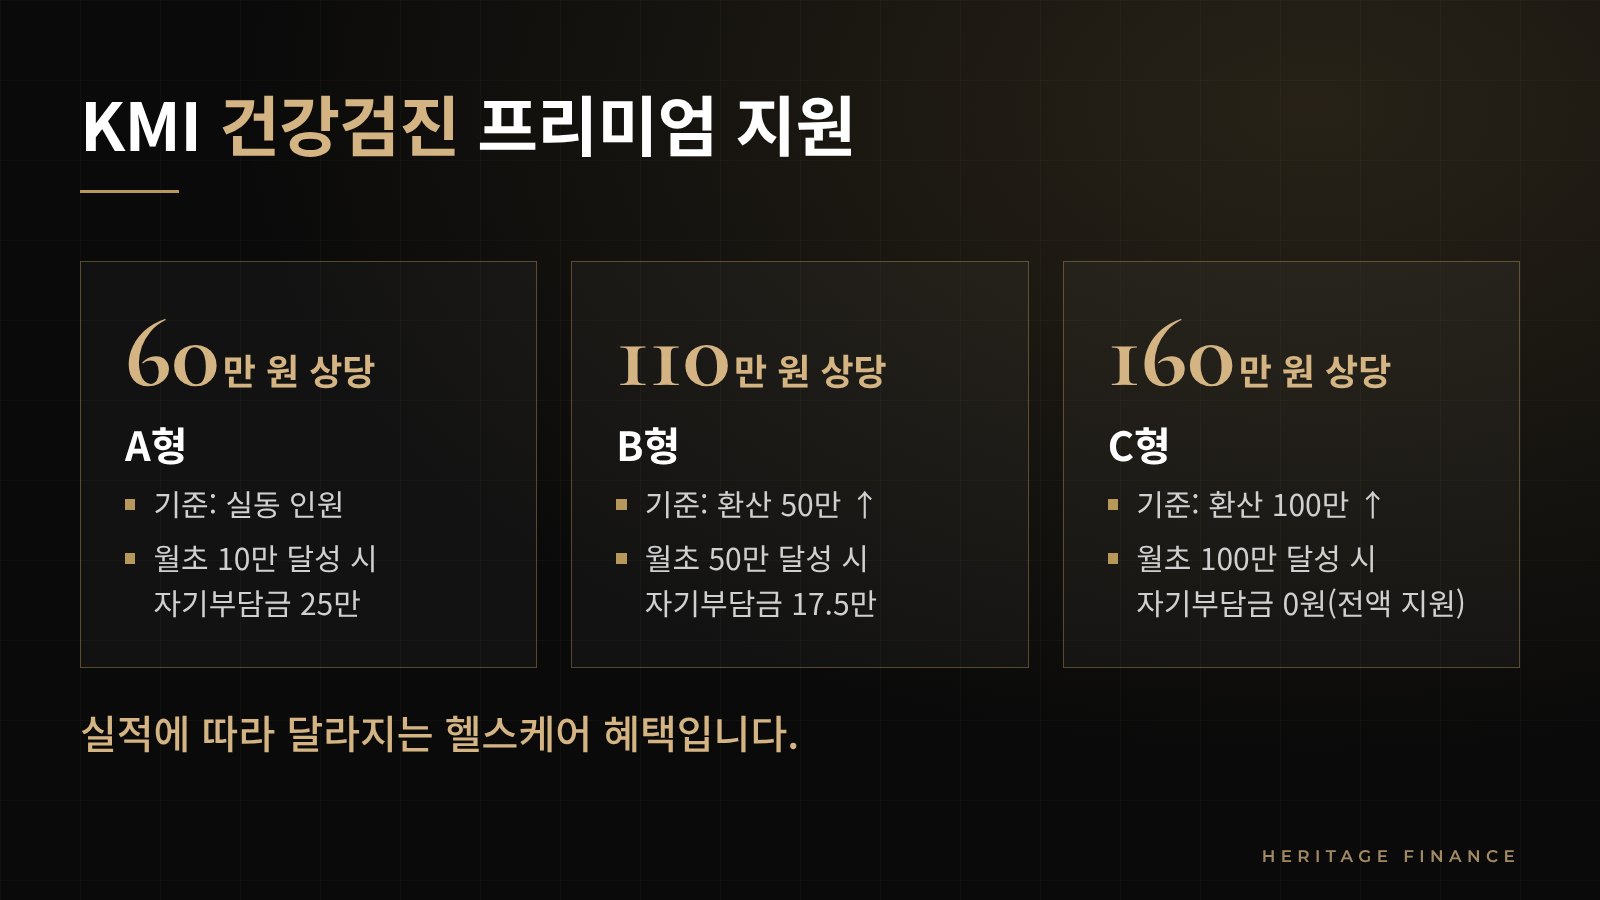 KMI 건강검진 프리미엄 지원
60만 원 상당
A형
기준: 실동 인원
월초 10만 달성 시
자기부담금 25만
110만 원 상당
B형
기준: 환산 50만 ↑
월초 50만 달성 시
자기부담금 17.5만
160만 원 상당
C형
기준: 환산 100만 ↑
월초 100만 달성 시
자기부담금 0원(전액 지원)
실적에 따라 달라지는 헬스케어 혜택입니다.
HERITAGE FINANCE